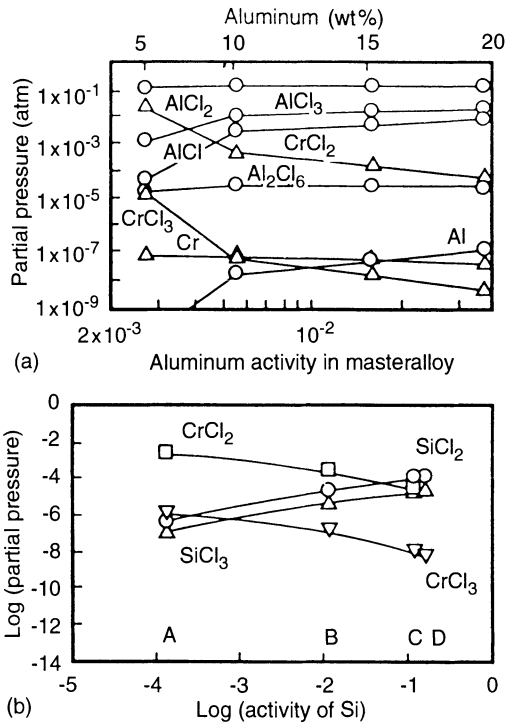 Aluminum (wt%)
5 10 15 20
Partial pressure (atm)
1x10-1
1x10-3
1x10-5
1x10-7
1x10-9
AlCl2
AlCl3
AlCl
CrCl2
Al2Cl6
CrCl3
Cr
Al
2x10-3 10-2
(a) Aluminum activity in masteralloy
Log (partial pressure)
0
-2
-4
-6
-8
-10
-12
-14
CrCl2
SiCl2
SiCl3
CrCl3
A B C D
-5 -4 -3 -2 -1 0
(b) Log (activity of Si)